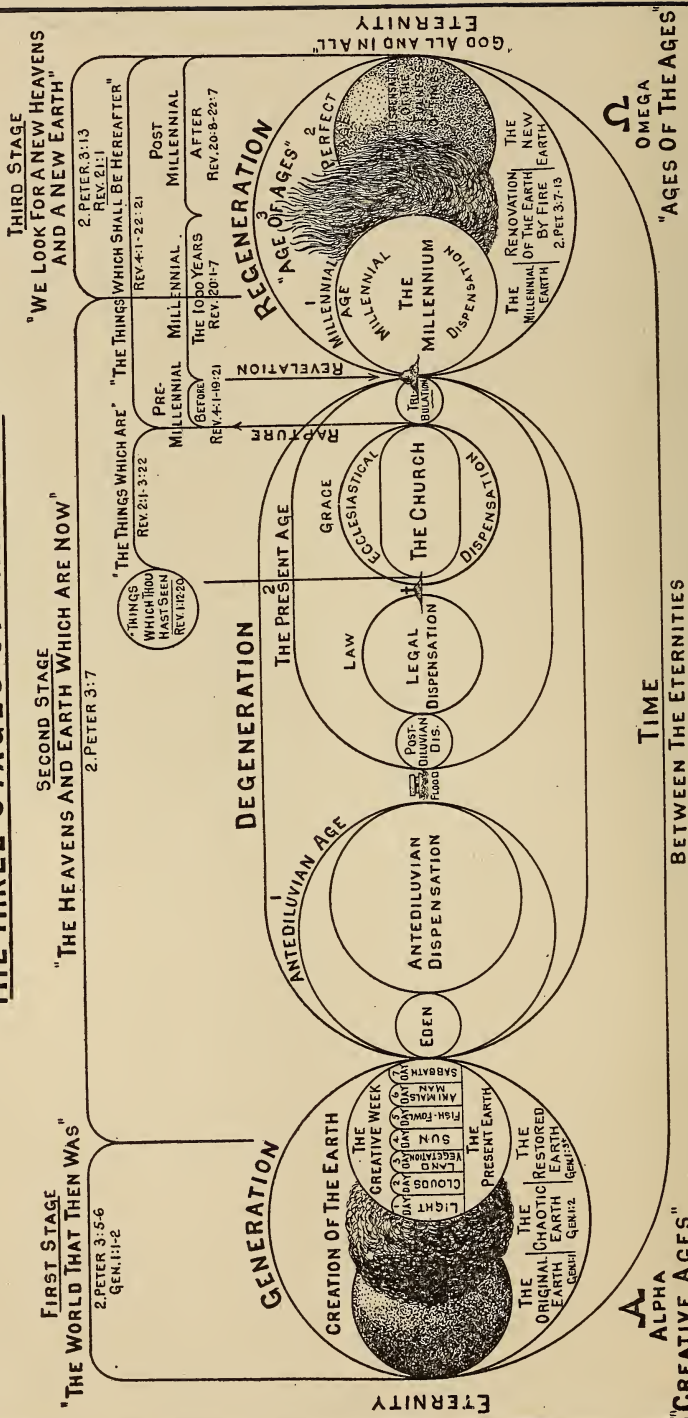 FIRST STAGE
"THE WORLD THAT THEN WAS"
2. PETER 3:5-6
GEN. 1:1-2
SECOND STAGE
"THE HEAVENS AND EARTH WHICH ARE NOW"
2. PETER 3:7
THIRD STAGE
"WE LOOK FOR A NEW HEAVENS
AND A NEW EARTH"
2. PETER. 3:13
REV. 21:1
"THINGS
WHICH THOU
HAST SEEN
REV. 1:12-20
"THE THINGS WHICH ARE"
REV. 2:1-3:22
"THE THINGS WHICH SHALL BE HEREAFTER"
REV. 4:1-22:21
PRE-
MILLENNIAL
BEFORE
REV. 4:1-19:21
MILLENNIAL
THE 1000 YEARS
REV. 20:1-7
POST
MILLENNIAL
AFTER
REV. 20:8-22:7
RAPTURE
REVELATION
GENERATION
CREATION OF THE EARTH
THE
CREATIVE WEEK
DAY
2 DAY
3 DAY
4 DAY
5 DAY
6 DAY
7 DAY
LIGHT
CLOUDS
LAND
VEGETATION
SUN
FISH-FOWL
ANIMALS
MAN
SABBATH
THE
PRESENT EARTH
THE
ORIGINAL
EARTH
GEN. 1:1
THE
CHAOTIC
EARTH
GEN. 1:2
THE
RESTORED
EARTH
DEGENERATION
1
ANTEDILUVIAN AGE
EDEN
ANTEDILUVIAN
DISPENSATION
FLOOD
2
THE PRESENT AGE
POST-
DILUVIAN
DIS.
LAW
LEGAL
DISPENSATION
GRACE
ECCLESIASTICAL
THE CHURCH
DISPENSATION
TRI-
BULATION
REGENERATION
3
"AGE OF AGES"
1
MILLENNIAL
AGE
2
PERFECT
AGE
MILLENNIAL
THE
MILLENNIUM
DISPENSATION
DISPENSATION
OF THE
FULNESS
OF TIMES
THE
MILLENNIAL
EARTH
RENOVATION
OF THE EARTH
BY FIRE
2. PET. 3:7-13
THE
NEW
EARTH
ETERNITY
"GOD ALL AND IN ALL"
ETERNITY
A
ALPHA
"CREATIVE AGES"
TIME
BETWEEN THE ETERNITIES
Ω
OMEGA
"AGES OF THE AGES"